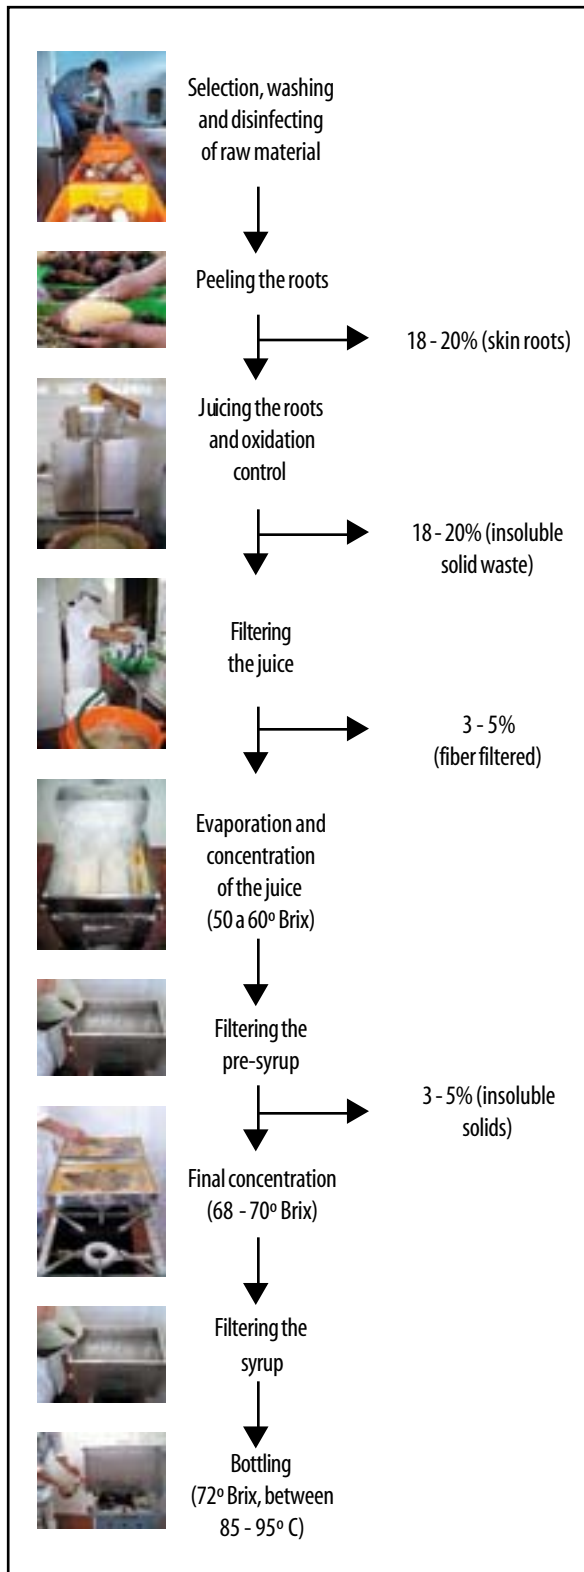 Selection, washing
and disinfecting
of raw material
Peeling the roots
18 - 20% (skin roots)
Juicing the roots
and oxidation
control
18 - 20% (insoluble
solid waste)
Filtering
the juice
3 - 5%
(fiber filtered)
Evaporation and
concentration
of the juice
(50 a 60º Brix)
Filtering the
pre-syrup
3 - 5% (insoluble
solids)
Final concentration
(68 - 70º Brix)
Filtering the
syrup
Bottling
(72º Brix, between
85 - 95º C)